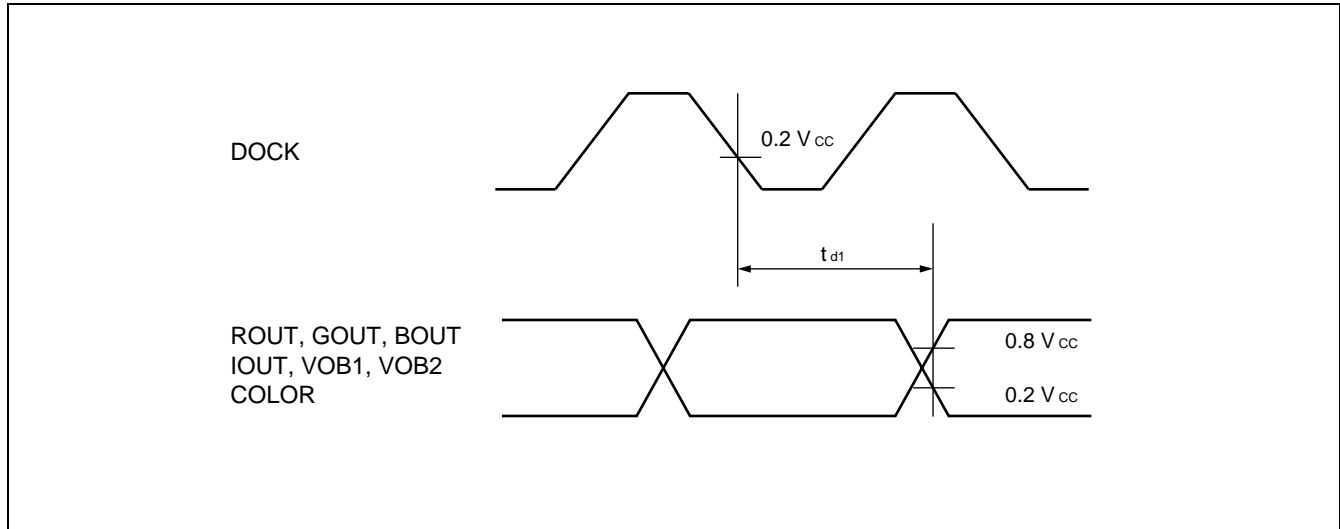 DOCK
0.2 Vcc
td1
ROUT, GOUT, BOUT
IOUT, VOB1, VOB2
COLOR
0.8 Vcc
0.2 Vcc